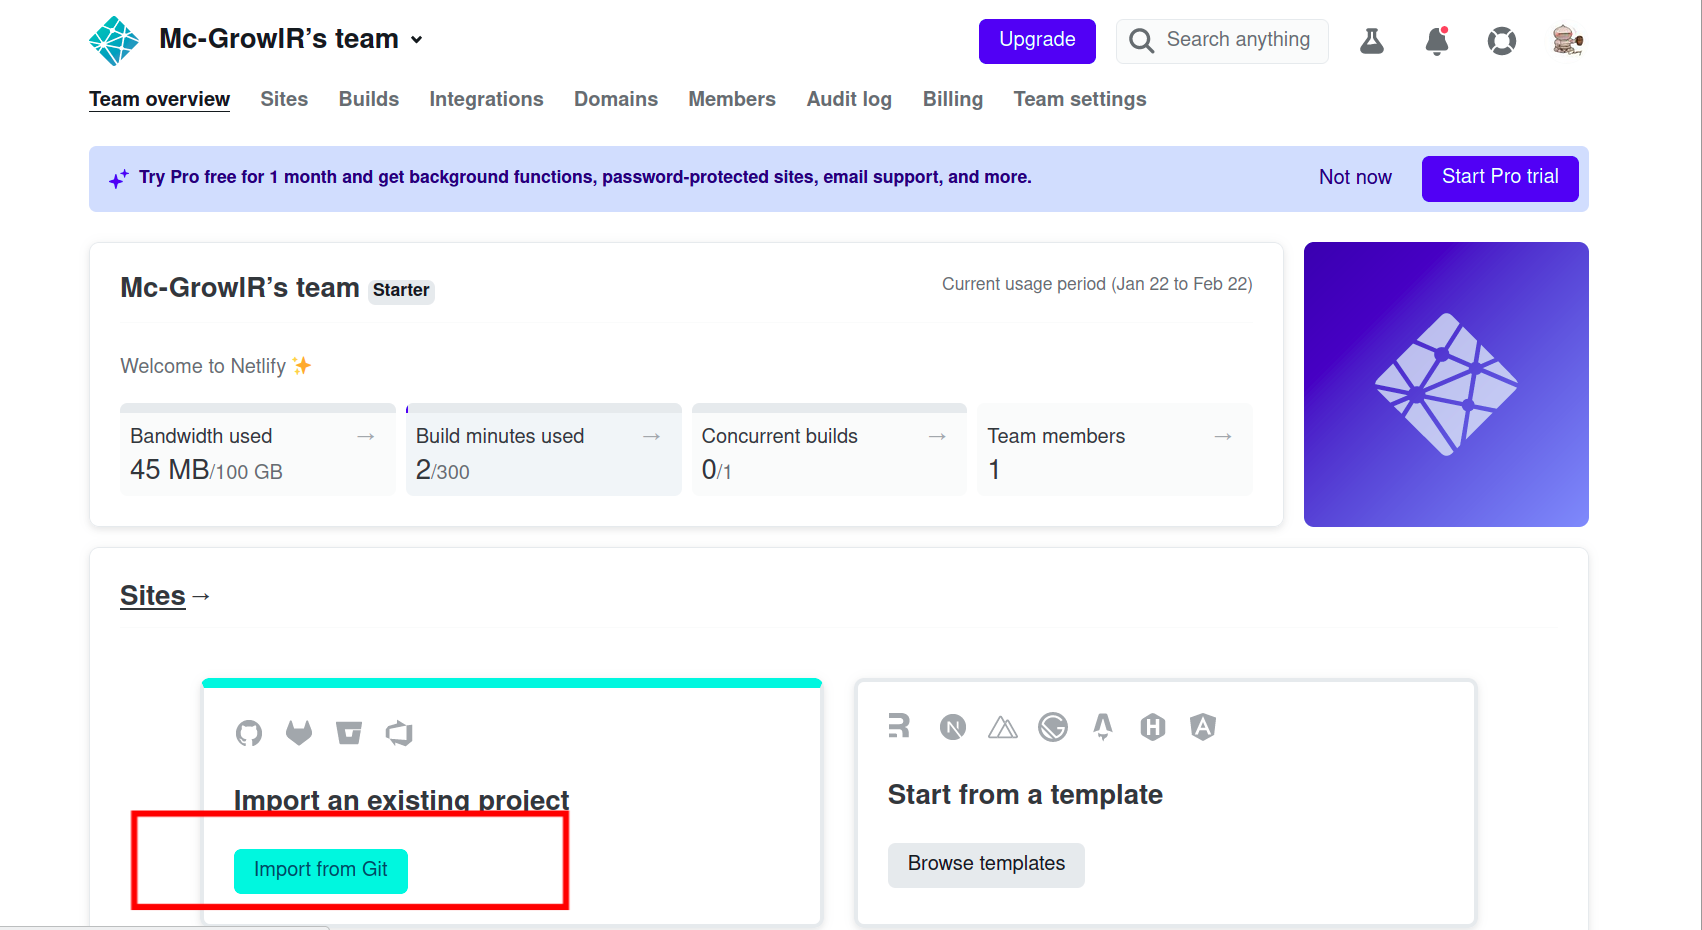 Mc-GrowIR’s team
Upgrade
Search anything
Team overview Sites Builds Integrations Domains Members Audit log Billing Team settings
Try Pro free for 1 month and get background functions, password-protected sites, email support, and more.
Not now
Start Pro trial
Mc-GrowIR’s team Starter
Current usage period (Jan 22 to Feb 22)
Welcome to Netlify ✨
Bandwidth used →
45 MB/100 GB
Build minutes used →
2/300
Concurrent builds →
0/1
Team members →
1
Sites →
Import an existing project
Import from Git
Start from a template
Browse templates